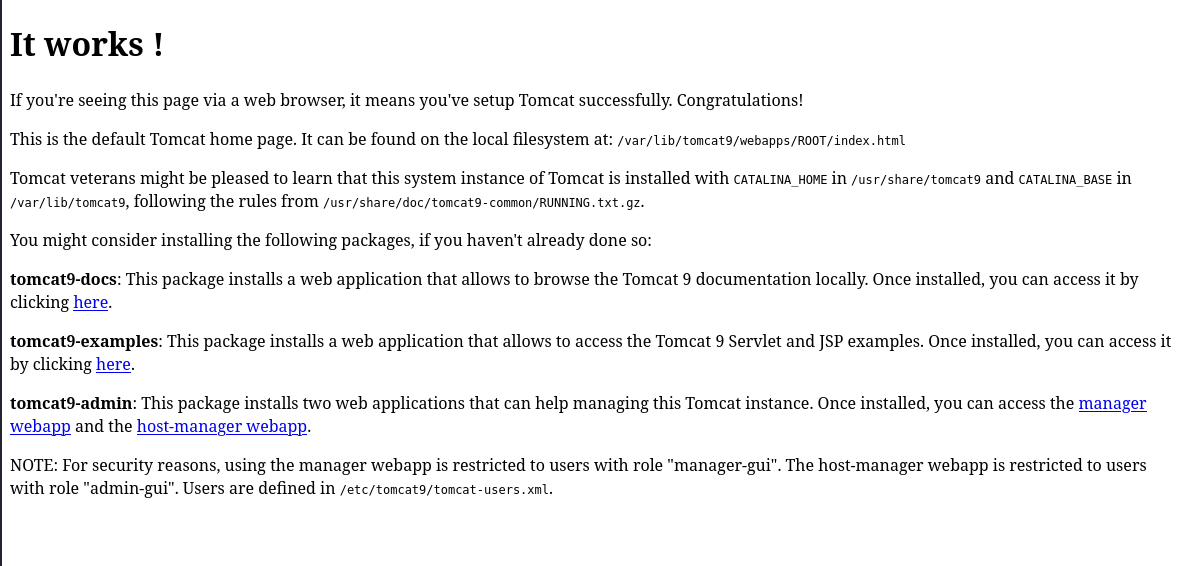 It works !
If you're seeing this page via a web browser, it means you've setup Tomcat successfully. Congratulations!
This is the default Tomcat home page. It can be found on the local filesystem at: /var/lib/tomcat9/webapps/ROOT/index.html
Tomcat veterans might be pleased to learn that this system instance of Tomcat is installed with CATALINA_HOME in /usr/share/tomcat9 and CATALINA_BASE in
/var/lib/tomcat9, following the rules from /usr/share/doc/tomcat9-common/RUNNING.txt.gz.
You might consider installing the following packages, if you haven't already done so:
tomcat9-docs: This package installs a web application that allows to browse the Tomcat 9 documentation locally. Once installed, you can access it by
clicking here.
tomcat9-examples: This package installs a web application that allows to access the Tomcat 9 Servlet and JSP examples. Once installed, you can access it
by clicking here.
tomcat9-admin: This package installs two web applications that can help managing this Tomcat instance. Once installed, you can access the manager
webapp and the host-manager webapp.
NOTE: For security reasons, using the manager webapp is restricted to users with role "manager-gui". The host-manager webapp is restricted to users
with role "admin-gui". Users are defined in /etc/tomcat9/tomcat-users.xml.